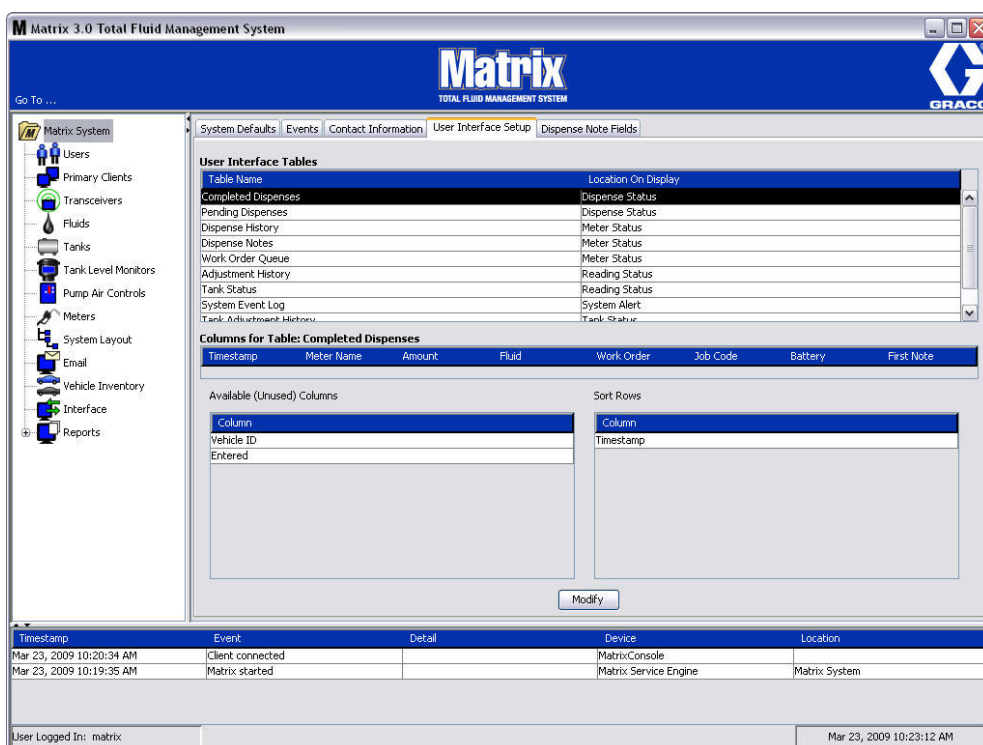 Matrix 3.0 Total Fluid Management System
Matrix
TOTAL FLUID MANAGEMENT SYSTEM
Go To ...
GRACO
Matrix System
Users
Primary Clients
Transceivers
Fluids
Tanks
Tank Level Monitors
Pump Air Controls
Meters
System Layout
Email
Vehicle Inventory
Interface
Reports
System Defaults Events Contact Information User Interface Setup Dispense Note Fields
User Interface Tables
Table Name Location On Display
Completed Dispenses Dispense Status
Pending Dispenses Dispense Status
Dispense History Meter Status
Dispense Notes Meter Status
Work Order Queue Meter Status
Adjustment History Reading Status
Tank Status Reading Status
System Event Log System Alert
Tank Adjustment History Tank Status
Columns for Table: Completed Dispenses
Timestamp Meter Name Amount Fluid Work Order Job Code Battery First Note
Available (Unused) Columns
Column
Vehicle ID
Entered
Sort Rows
Column
Timestamp
Modify
Timestamp Event Detail Device Location
Mar 23, 2009 10:20:34 AM Client connected MatrixConsole
Mar 23, 2009 10:19:35 AM Matrix started Matrix Service Engine Matrix System
User Logged In: matrix Mar 23, 2009 10:23:12 AM